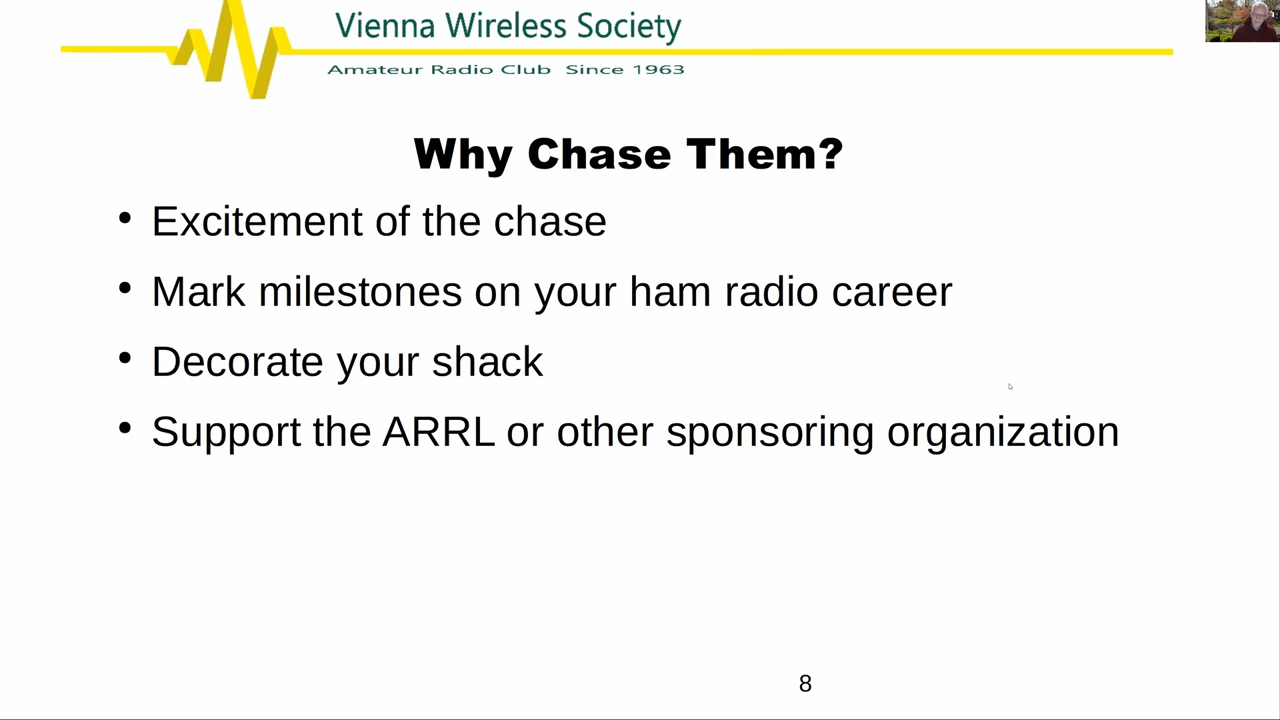 Vienna Wireless Society
Amateur Radio Club Since 1963
Why Chase Them?
• Excitement of the chase
• Mark milestones on your ham radio career
• Decorate your shack
• Support the ARRL or other sponsoring organization
8